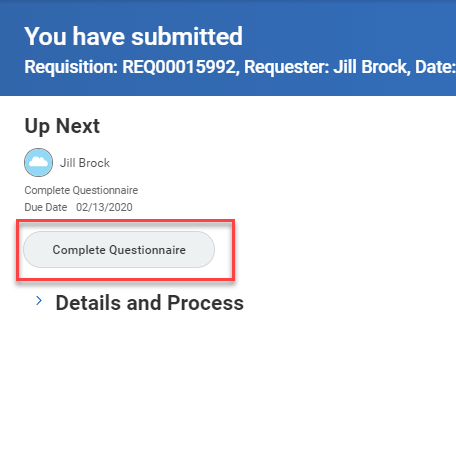 You have submitted
Requisition: REQ00015992, Requester: Jill Brock, Date:
Up Next
Jill Brock
Complete Questionnaire
Due Date 02/13/2020
Complete Questionnaire
Details and Process